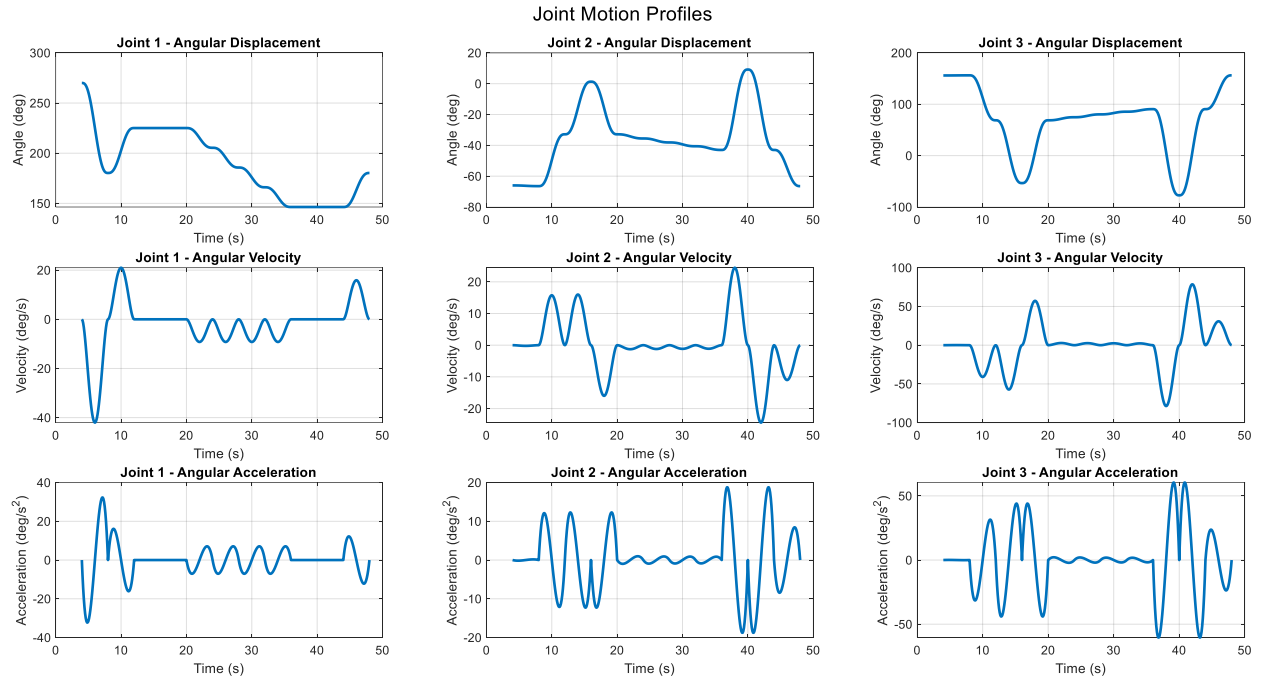 Joint Motion Profiles
Joint 1 - Angular Displacement
300
250
200
150
Angle (deg)
0 10 20 30 40 50
Time (s)
Joint 2 - Angular Displacement
20
0
-20
-40
-60
-80
Angle (deg)
0 10 20 30 40 50
Time (s)
Joint 3 - Angular Displacement
200
100
0
-100
Angle (deg)
0 10 20 30 40 50
Time (s)
Joint 1 - Angular Velocity
20
0
-20
-40
Velocity (deg/s)
0 10 20 30 40 50
Time (s)
Joint 2 - Angular Velocity
20
10
0
-10
-20
Velocity (deg/s)
0 10 20 30 40 50
Time (s)
Joint 3 - Angular Velocity
100
50
0
-50
-100
Velocity (deg/s)
0 10 20 30 40 50
Time (s)
Joint 1 - Angular Acceleration
40
20
0
-20
-40
Acceleration (deg/s²)
0 10 20 30 40 50
Time (s)
Joint 2 - Angular Acceleration
20
10
0
-10
-20
Acceleration (deg/s²)
0 10 20 30 40 50
Time (s)
Joint 3 - Angular Acceleration
50
0
-50
Acceleration (deg/s²)
0 10 20 30 40 50
Time (s)